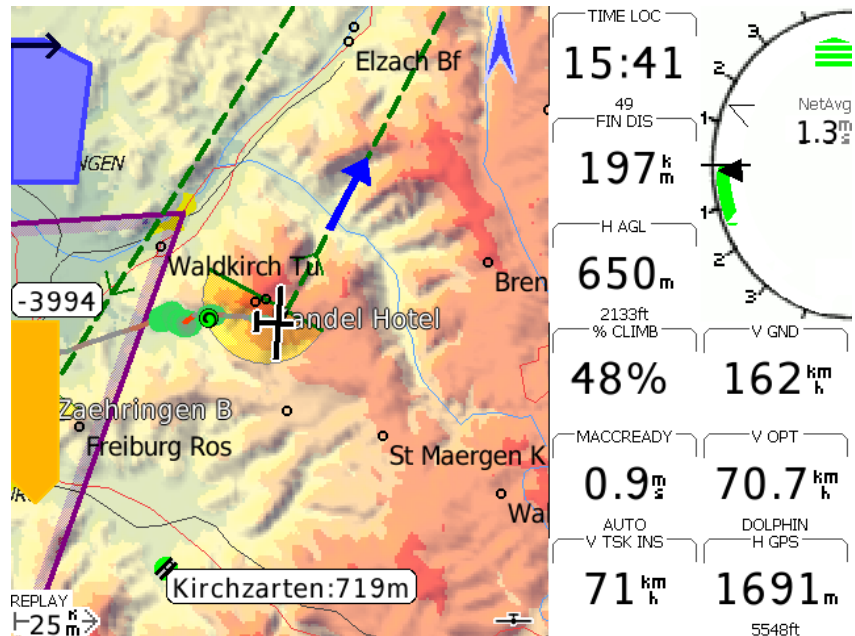 Elzach Bf
NGEN
Waldkirch Tu
-3994
andel Hotel
Bren
Zaehringen B
Freiburg Ros
St Maergen K
Wa
Kirchzarten:719m
REPLAY
25 km
TIME LOC
15:41
49
FIN DIS
197 km
H AGL
650m
2133ft
% CLIMB
48%
V GND
162 km h
MACCREADY
0.9 m s
AUTO
V OPT
70.7 km h
DOLPHIN
V TSK INS
71 km h
H GPS
1691m
5548ft
3
2
1
NetAvg
1.3 m s
1
2
3